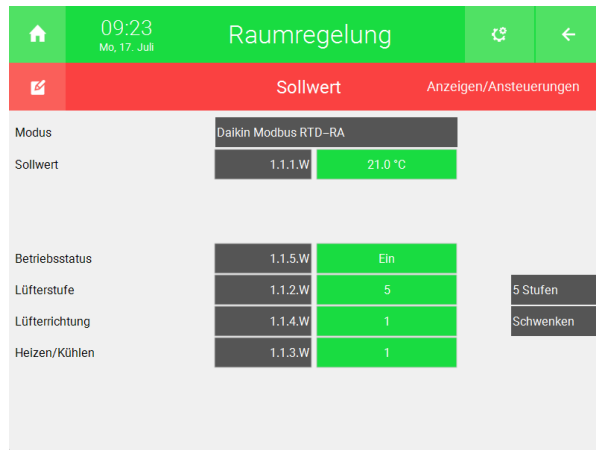 09:23
Mo, 17. Juli
Raumregelung
Sollwert
Anzeigen/Ansteuerungen
Modus
Daikin Modbus RTD–RA
Sollwert 1.1.1.W 21.0 °C
Betriebsstatus 1.1.5.W Ein
Lüfterstufe 1.1.2.W 5 5 Stufen
Lüfterrichtung 1.1.4.W 1 Schwenken
Heizen/Kühlen 1.1.3.W 1